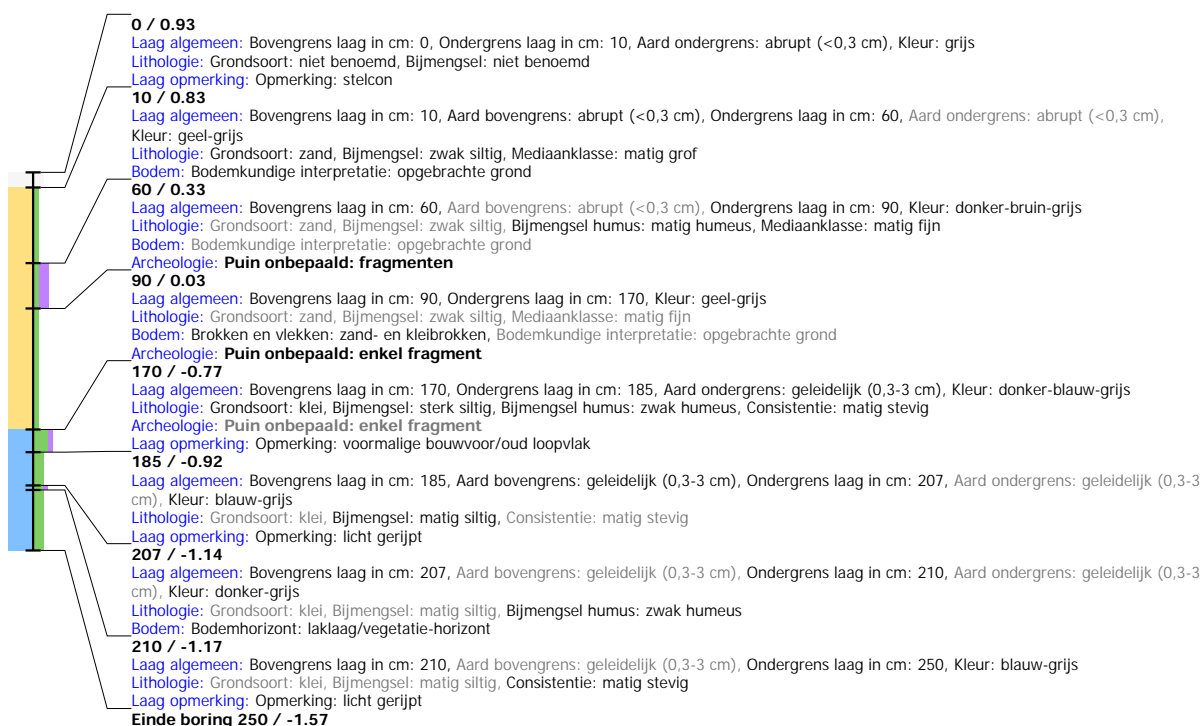 0 / 0.93
Laag algemeen: Bovengrens laag in cm: 0, Ondergrens laag in cm: 10, Aard ondergrens: abrupt (<0,3 cm), Kleur: grijs
Lithologie: Grondsoort: niet benoemd, Bijmengsel: niet benoemd
Laag opmerking: Opmerking: stelcon
10 / 0.83
Laag algemeen: Bovengrens laag in cm: 10, Aard bovengrens: abrupt (<0,3 cm), Ondergrens laag in cm: 60, Aard ondergrens: abrupt (<0,3 cm),
Kleur: geel-grijs
Lithologie: Grondsoort: zand, Bijmengsel: zwak siltig, Mediaanklasse: matig grof
Bodem: Bodemkundige interpretatie: opgebrachte grond
60 / 0.33
Laag algemeen: Bovengrens laag in cm: 60, Aard bovengrens: abrupt (<0,3 cm), Ondergrens laag in cm: 90, Kleur: donker-bruin-grijs
Lithologie: Grondsoort: zand, Bijmengsel: zwak siltig, Bijmengsel humus: matig humeus, Mediaanklasse: matig fijn
Bodem: Bodemkundige interpretatie: opgebrachte grond
Archeologie: Puin onbepaald: fragmenten
90 / 0.03
Laag algemeen: Bovengrens laag in cm: 90, Ondergrens laag in cm: 170, Kleur: geel-grijs
Lithologie: Grondsoort: zand, Bijmengsel: zwak siltig, Mediaanklasse: matig fijn
Bodem: Brokken en vlekken: zand- en kleibrokken, Bodemkundige interpretatie: opgebrachte grond
Archeologie: Puin onbepaald: enkel fragment
170 / -0.77
Laag algemeen: Bovengrens laag in cm: 170, Ondergrens laag in cm: 185, Aard ondergrens: geleidelijk (0,3-3 cm), Kleur: donker-blauw-grijs
Lithologie: Grondsoort: klei, Bijmengsel: sterk siltig, Bijmengsel humus: zwak humeus, Consistentie: matig stevig
Archeologie: Puin onbepaald: enkel fragment
Laag opmerking: Opmerking: voormalige bouwvoor/oud loopvlak
185 / -0.92
Laag algemeen: Bovengrens laag in cm: 185, Aard bovengrens: geleidelijk (0,3-3 cm), Ondergrens laag in cm: 207, Aard ondergrens: geleidelijk (0,3-3
cm), Kleur: blauw-grijs
Lithologie: Grondsoort: klei, Bijmengsel: matig siltig, Consistentie: matig stevig
Laag opmerking: Opmerking: licht gerijpt
207 / -1.14
Laag algemeen: Bovengrens laag in cm: 207, Aard bovengrens: geleidelijk (0,3-3 cm), Ondergrens laag in cm: 210, Aard ondergrens: geleidelijk (0,3-3
cm), Kleur: donker-grijs
Lithologie: Grondsoort: klei, Bijmengsel: matig siltig, Bijmengsel humus: zwak humeus
Bodem: Bodemhorizont: laklaag/vegetatie-horizont
210 / -1.17
Laag algemeen: Bovengrens laag in cm: 210, Aard bovengrens: geleidelijk (0,3-3 cm), Ondergrens laag in cm: 250, Kleur: blauw-grijs
Lithologie: Grondsoort: klei, Bijmengsel: matig siltig, Consistentie: matig stevig
Laag opmerking: Opmerking: licht gerijpt
Einde boring 250 / -1.57